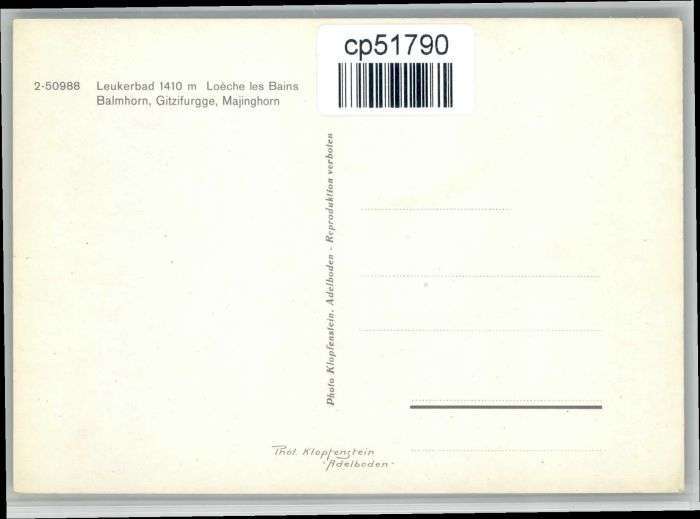 cp51790
2-50988 Leukerbad 1410 m Loèche les Bains
Balmhorn, Gitzifurgge, Majinghorn
Photo Klopfenstein, Adelboden - Reproduktion verboten
Phot. Klopfenstein
- Adelboden -